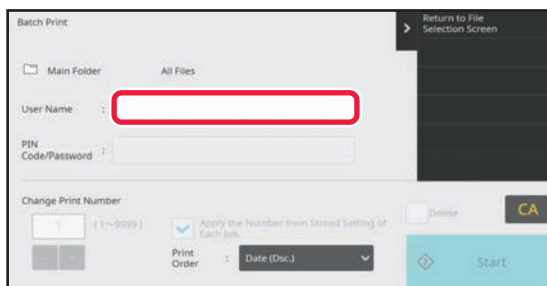 Batch Print
Return to File
Selection Screen
Main Folder
All Files
User Name :
PIN
Code/Password :
Change Print Number
1
(1~9999)
Apply the Number from Stored Setting of
Each Job.
Print
Order : Date (Dsc.)
Delete
CA
Start